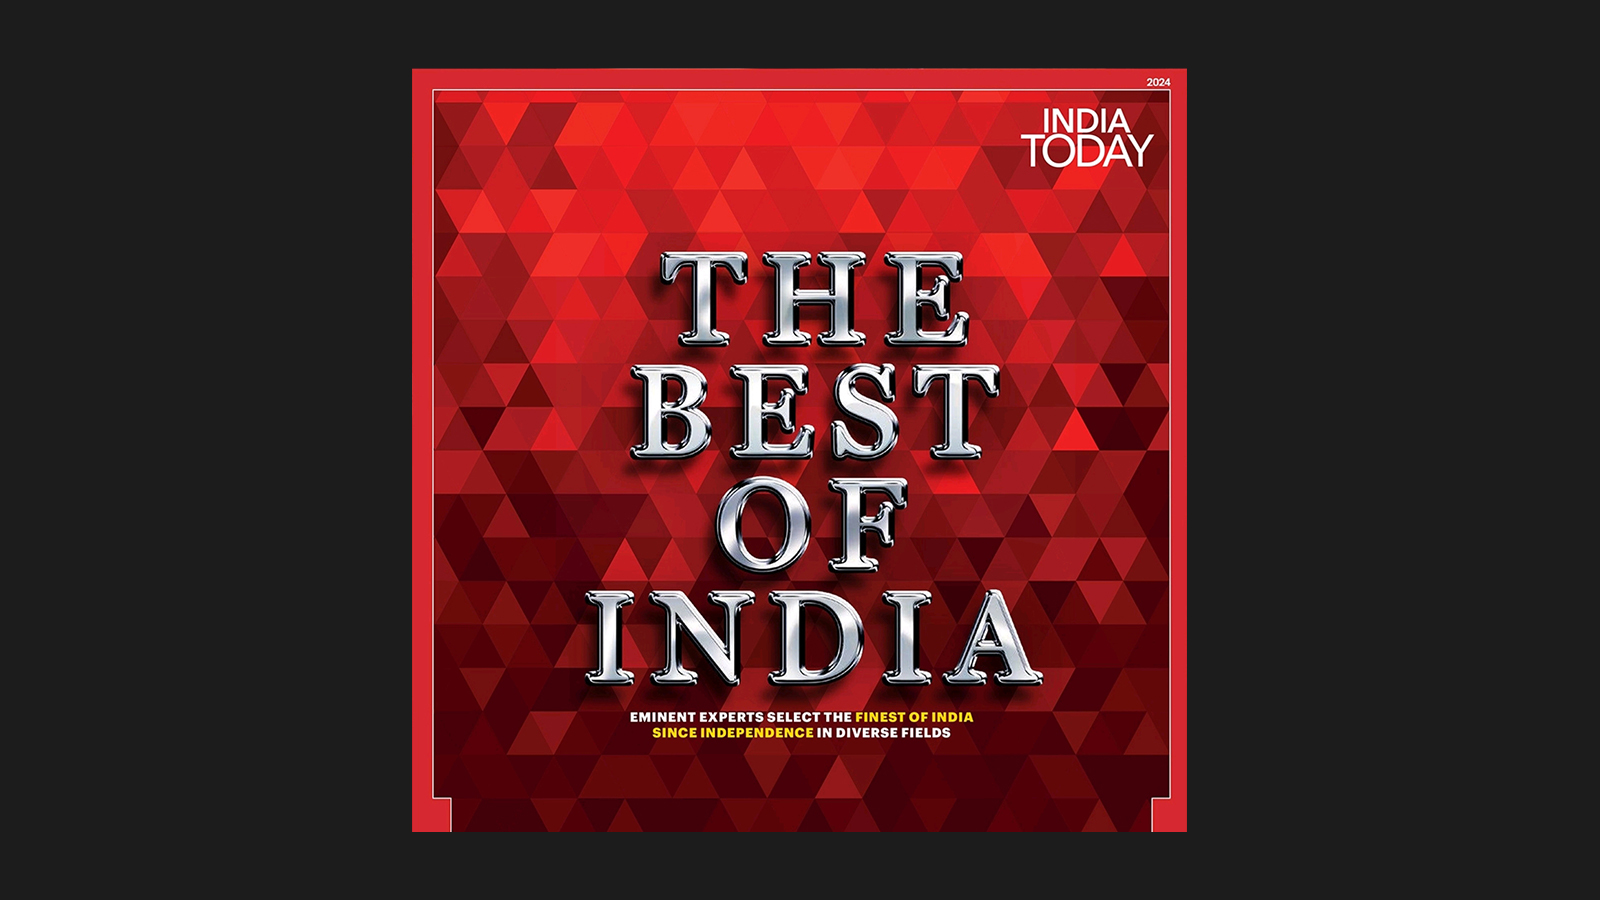 2024
INDIA
TODAY
THE
BEST
OF
INDIA
EMINENT EXPERTS SELECT THE FINEST OF INDIA
SINCE INDEPENDENCE IN DIVERSE FIELDS